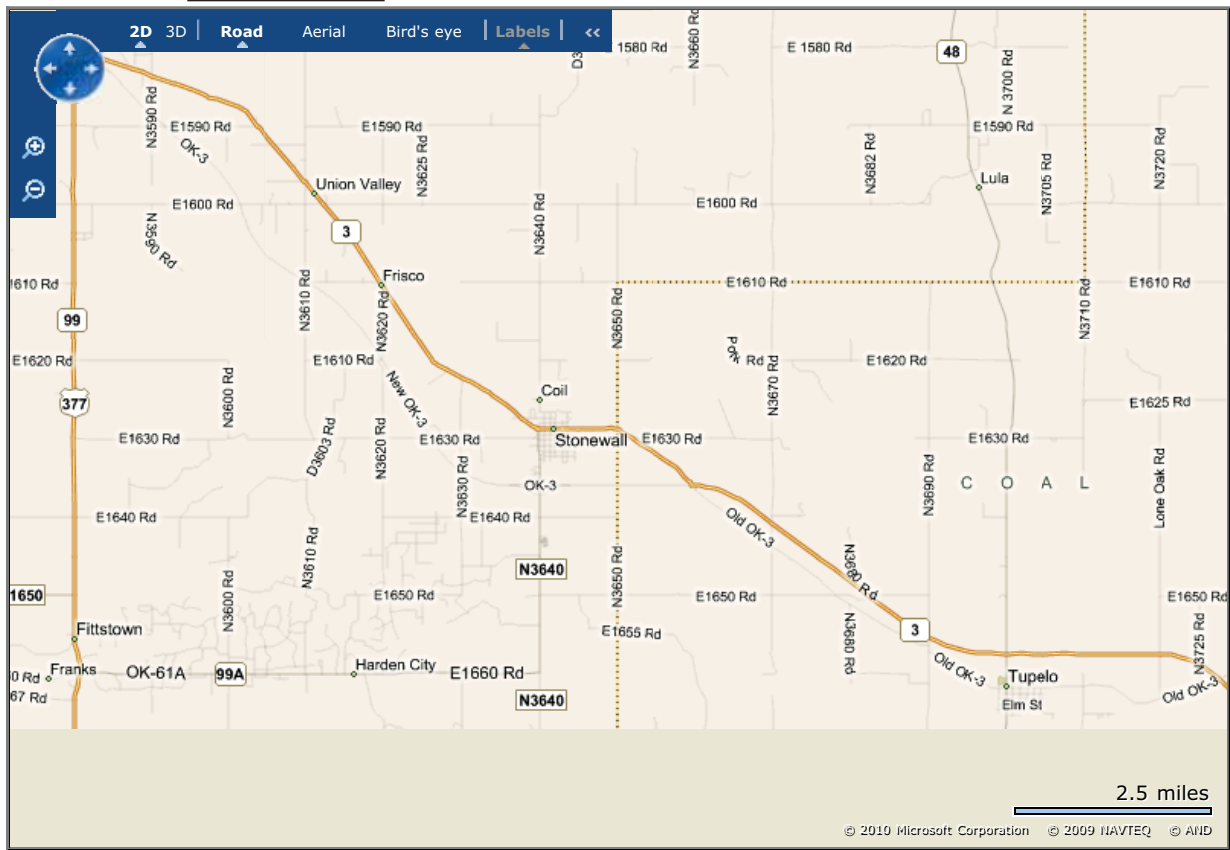 2D 3D Road Aerial Bird's eye Labels <<
1580 Rd
N3660 Rd
E 1580 Rd
48
N 3700 Rd
N3590 Rd
E1590 Rd
OK-3
E1590 Rd
N3625 Rd
E1590 Rd
N3682 Rd
N3705 Rd
N3720 Rd
Union Valley
Lula
E1600 Rd
N3590 Rd
3
N3640 Rd
E1600 Rd
Frisco
N3610 Rd
N3620 Rd
N3650 Rd
E1610 Rd
N3710 Rd
E1610 Rd
99
E1620 Rd
E1610 Rd
Rd
N3670 Rd
E1620 Rd
377
N3600 Rd
New OK-3
Coil
E1625 Rd
E1630 Rd
D3603 Rd
N3620 Rd
E1630 Rd
Stonewall
E1630 Rd
E1630 Rd
N3630 Rd
OK-3
N3690 Rd
COAL
Lone Oak Rd
E1640 Rd
E1640 Rd
Old OK-3
N3610 Rd
N3640
N3650 Rd
N3680 Rd
1650
N3600 Rd
E1650 Rd
E1650 Rd
E1650 Rd
Fittstown
E1655 Rd
N3680 Rd
3
N3725 Rd
Franks
OK-61A
99A
Harden City
E1660 Rd
Old OK-3
Tupelo
Old OK-3
67 Rd
N3640
Elm St
2.5 miles
© 2010 Microsoft Corporation © 2009 NAVTEQ © AND